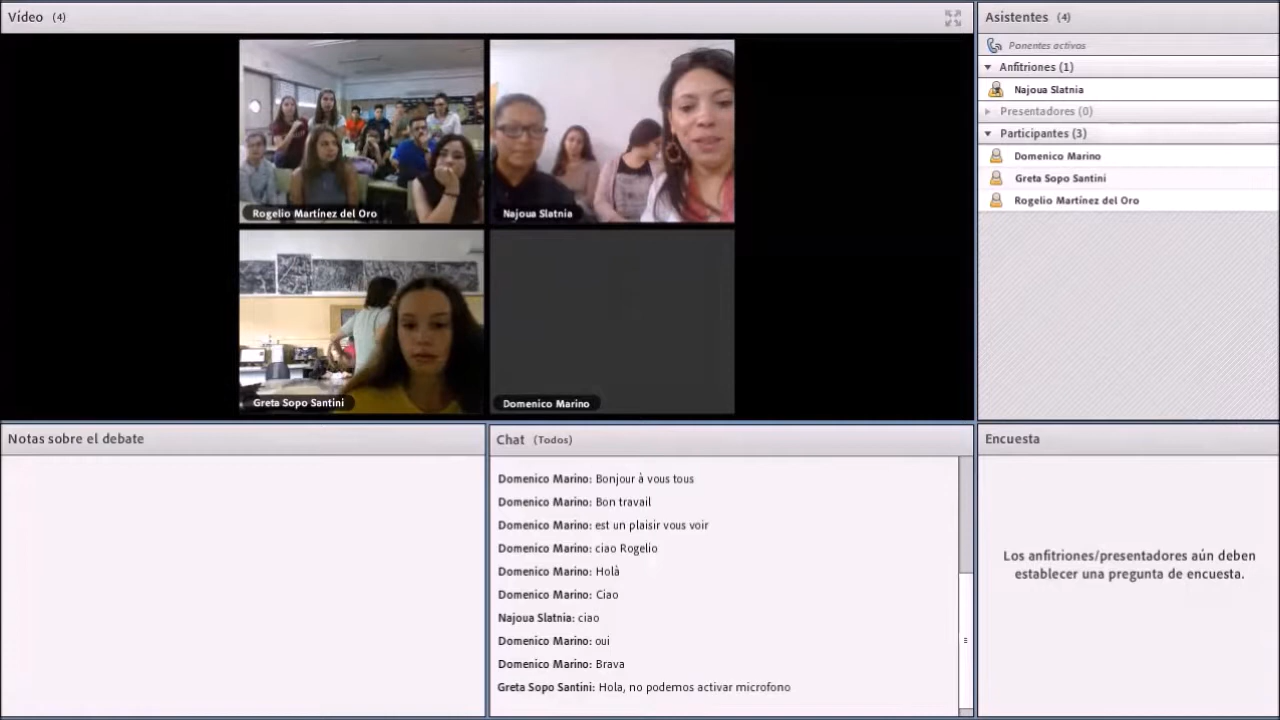 Vídeo (4)
Rogelio Martínez del Oro
Najoua Slatnia
Greta Sopo Santini
Domenico Marino
Asistentes (4)
Ponentes activos
Anfitriones (1)
Najoua Slatnia
Presentadores (0)
Participantes (3)
Domenico Marino
Greta Sopo Santini
Rogelio Martínez del Oro
Notas sobre el debate
Chat (Todos)
Domenico Marino: Bonjour à vous tous
Domenico Marino: Bon travail
Domenico Marino: est un plaisir vous voir
Domenico Marino: ciao Rogelio
Domenico Marino: Holà
Domenico Marino: Ciao
Najoua Slatnia: ciao
Domenico Marino: oui
Domenico Marino: Brava
Greta Sopo Santini: Hola, no podemos activar microfono
Encuesta
Los anfitriones/presentadores aún deben
establecer una pregunta de encuesta.